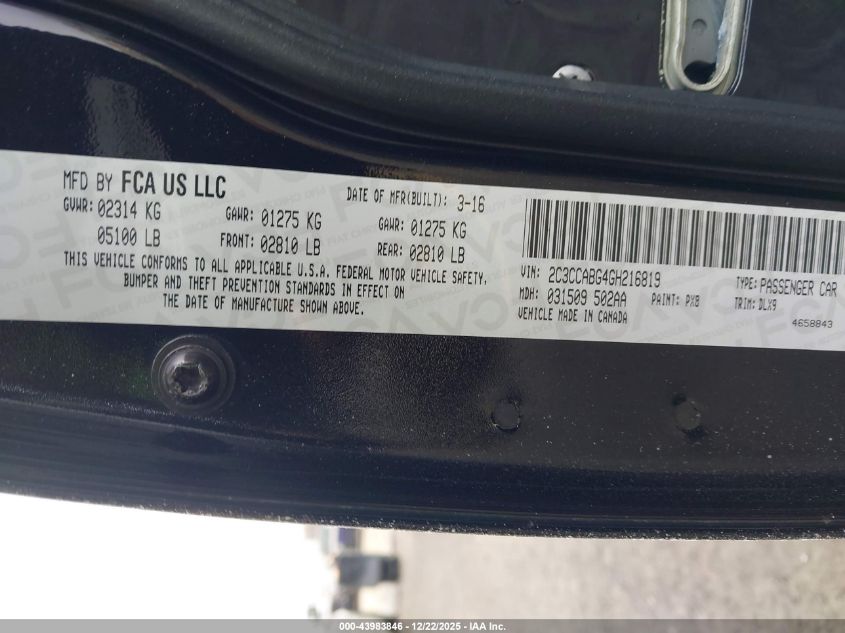 MFD BY FCA US LLC
DATE OF MFR(BUILT): 3-16
GVWR: 02314 KG
GAWR: 01275 KG
GAWR: 01275 KG
05100 LB
FRONT: 02810 LB
REAR: 02810 LB
THIS VEHICLE CONFORMS TO ALL APPLICABLE U.S.A. FEDERAL MOTOR VEHICLE SAFETY,
BUMPER AND THEFT PREVENTION STANDARDS IN EFFECT ON
THE DATE OF MANUFACTURE SHOWN ABOVE.
VIN: 2C3CCABG4GH216819
TYPE: PASSENGER CAR
MDH: 031509 502AA
PAINT: PX8
TRIM: DLX9
VEHICLE MADE IN CANADA
4658843
000-43983846 - 12/22/2025 - IAA Inc.